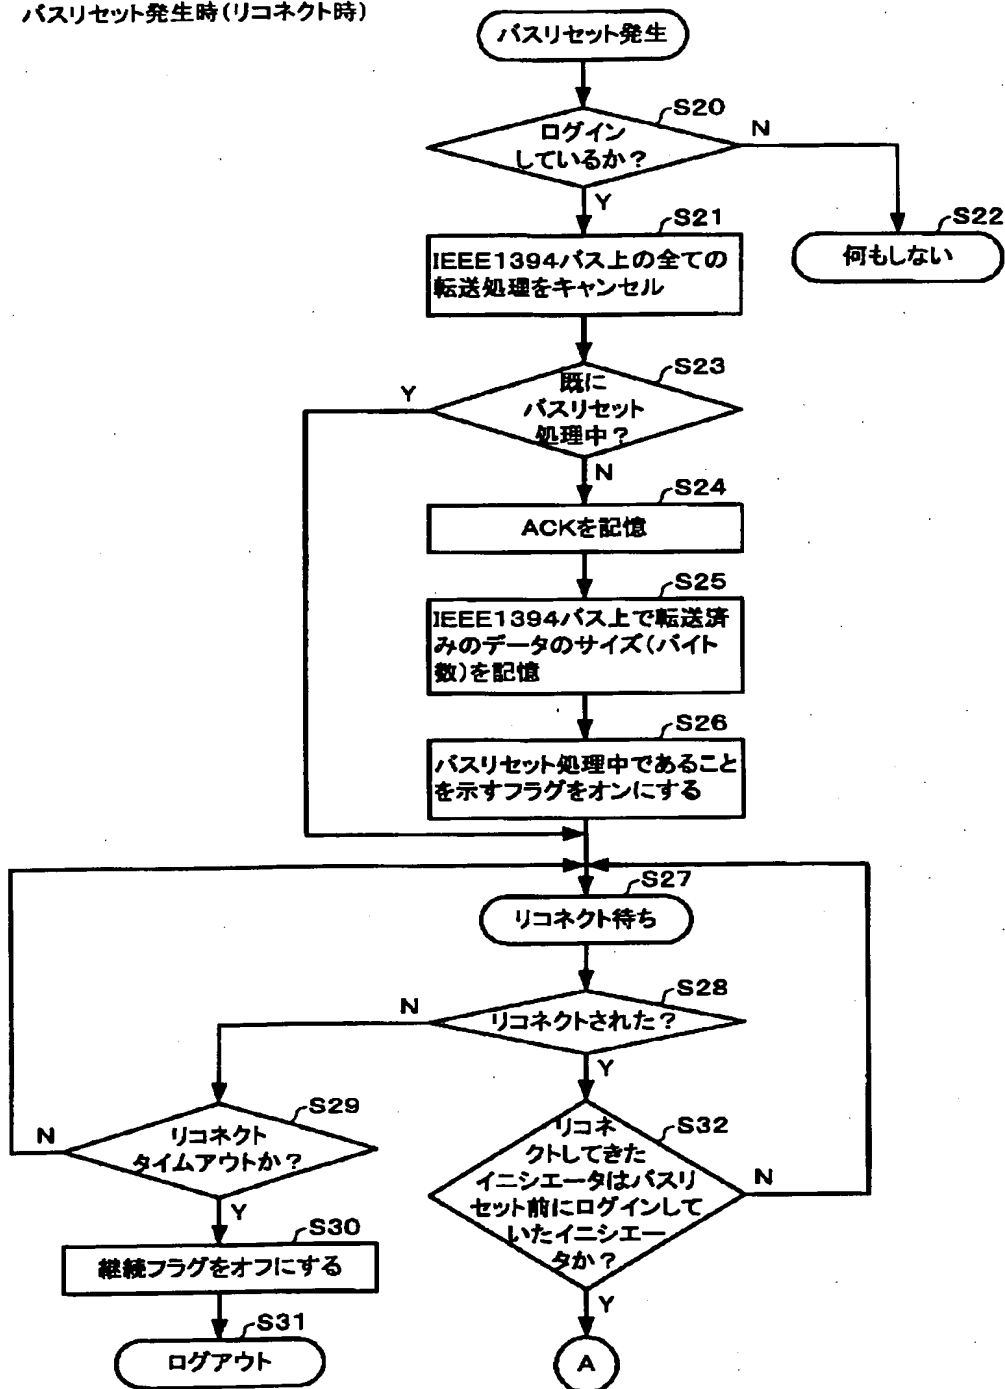 バスリセット発生時(リコネクト時)
バスリセット発生
S20
ログイン
しているか？
N
Y
S21
IEEE1394バス上の全ての
転送処理をキャンセル
S22
何もしない
S23
既に
バスリセット
処理中？
Y
N
S24
ACKを記憶
S25
IEEE1394バス上で転送済
みのデータのサイズ(バイト
数)を記憶
S26
バスリセット処理中であること
を示すフラグをオンにする
S27
リコネクト待ち
S28
リコネクトされた？
N
Y
S29
リコネクト
タイムアウトか？
N
Y
S32
リコネ
クトしてきた
イニシエータはバスリ
セット前にログインして
いたイニシエー
タか？
N
Y
S30
継続フラグをオフにする
S31
ログアウト
A